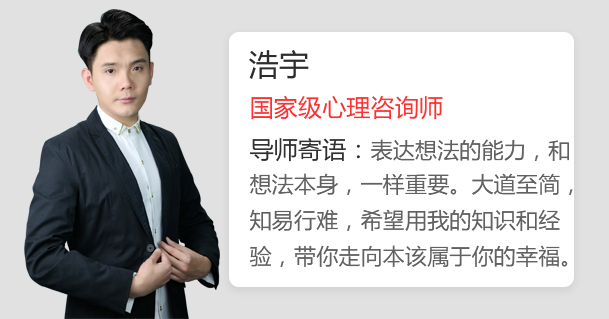 浩宇
国家级心理咨询师
导师寄语：表达想法的能力，和
想法本身，一样重要。大道至简，
知易行难，希望用我的知识和经
验，带你走向本该属于你的幸福。